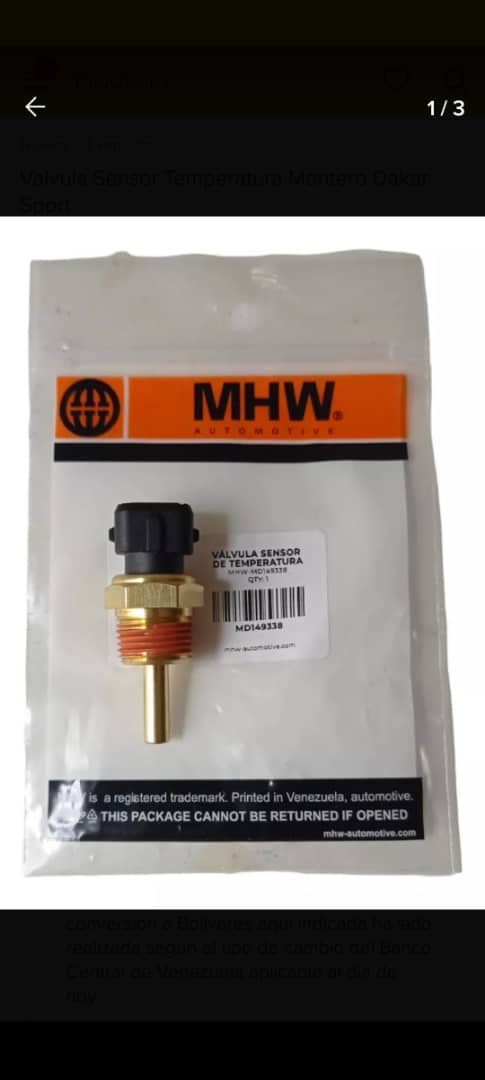 1 / 3
Valvula Sensor Temperatura Montero Dakar
Sport
MHW®
AUTOMOTIVE
VÁLVULA SENSOR
DE TEMPERATURA
MHW-MD149338
QTY: 1
MD149338
mhw-automotive.com
is a registered trademark. Printed in Venezuela, automotive.
THIS PACKAGE CANNOT BE RETURNED IF OPENED
mhw-automotive.com
conversión a Bolívares aquí indicada ha sido
realizada según el tipo de cambio del Banco
Central de Venezuela aplicable al día de
hoy